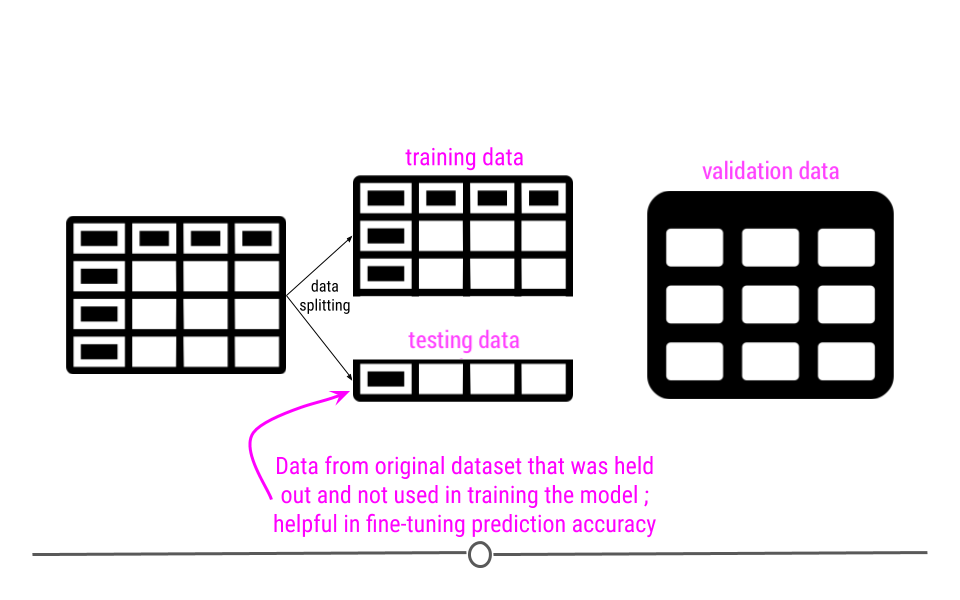 training data
validation data
data
splitting
testing data
Data from original dataset that was held
out and not used in training the model ;
helpful in fine-tuning prediction accuracy